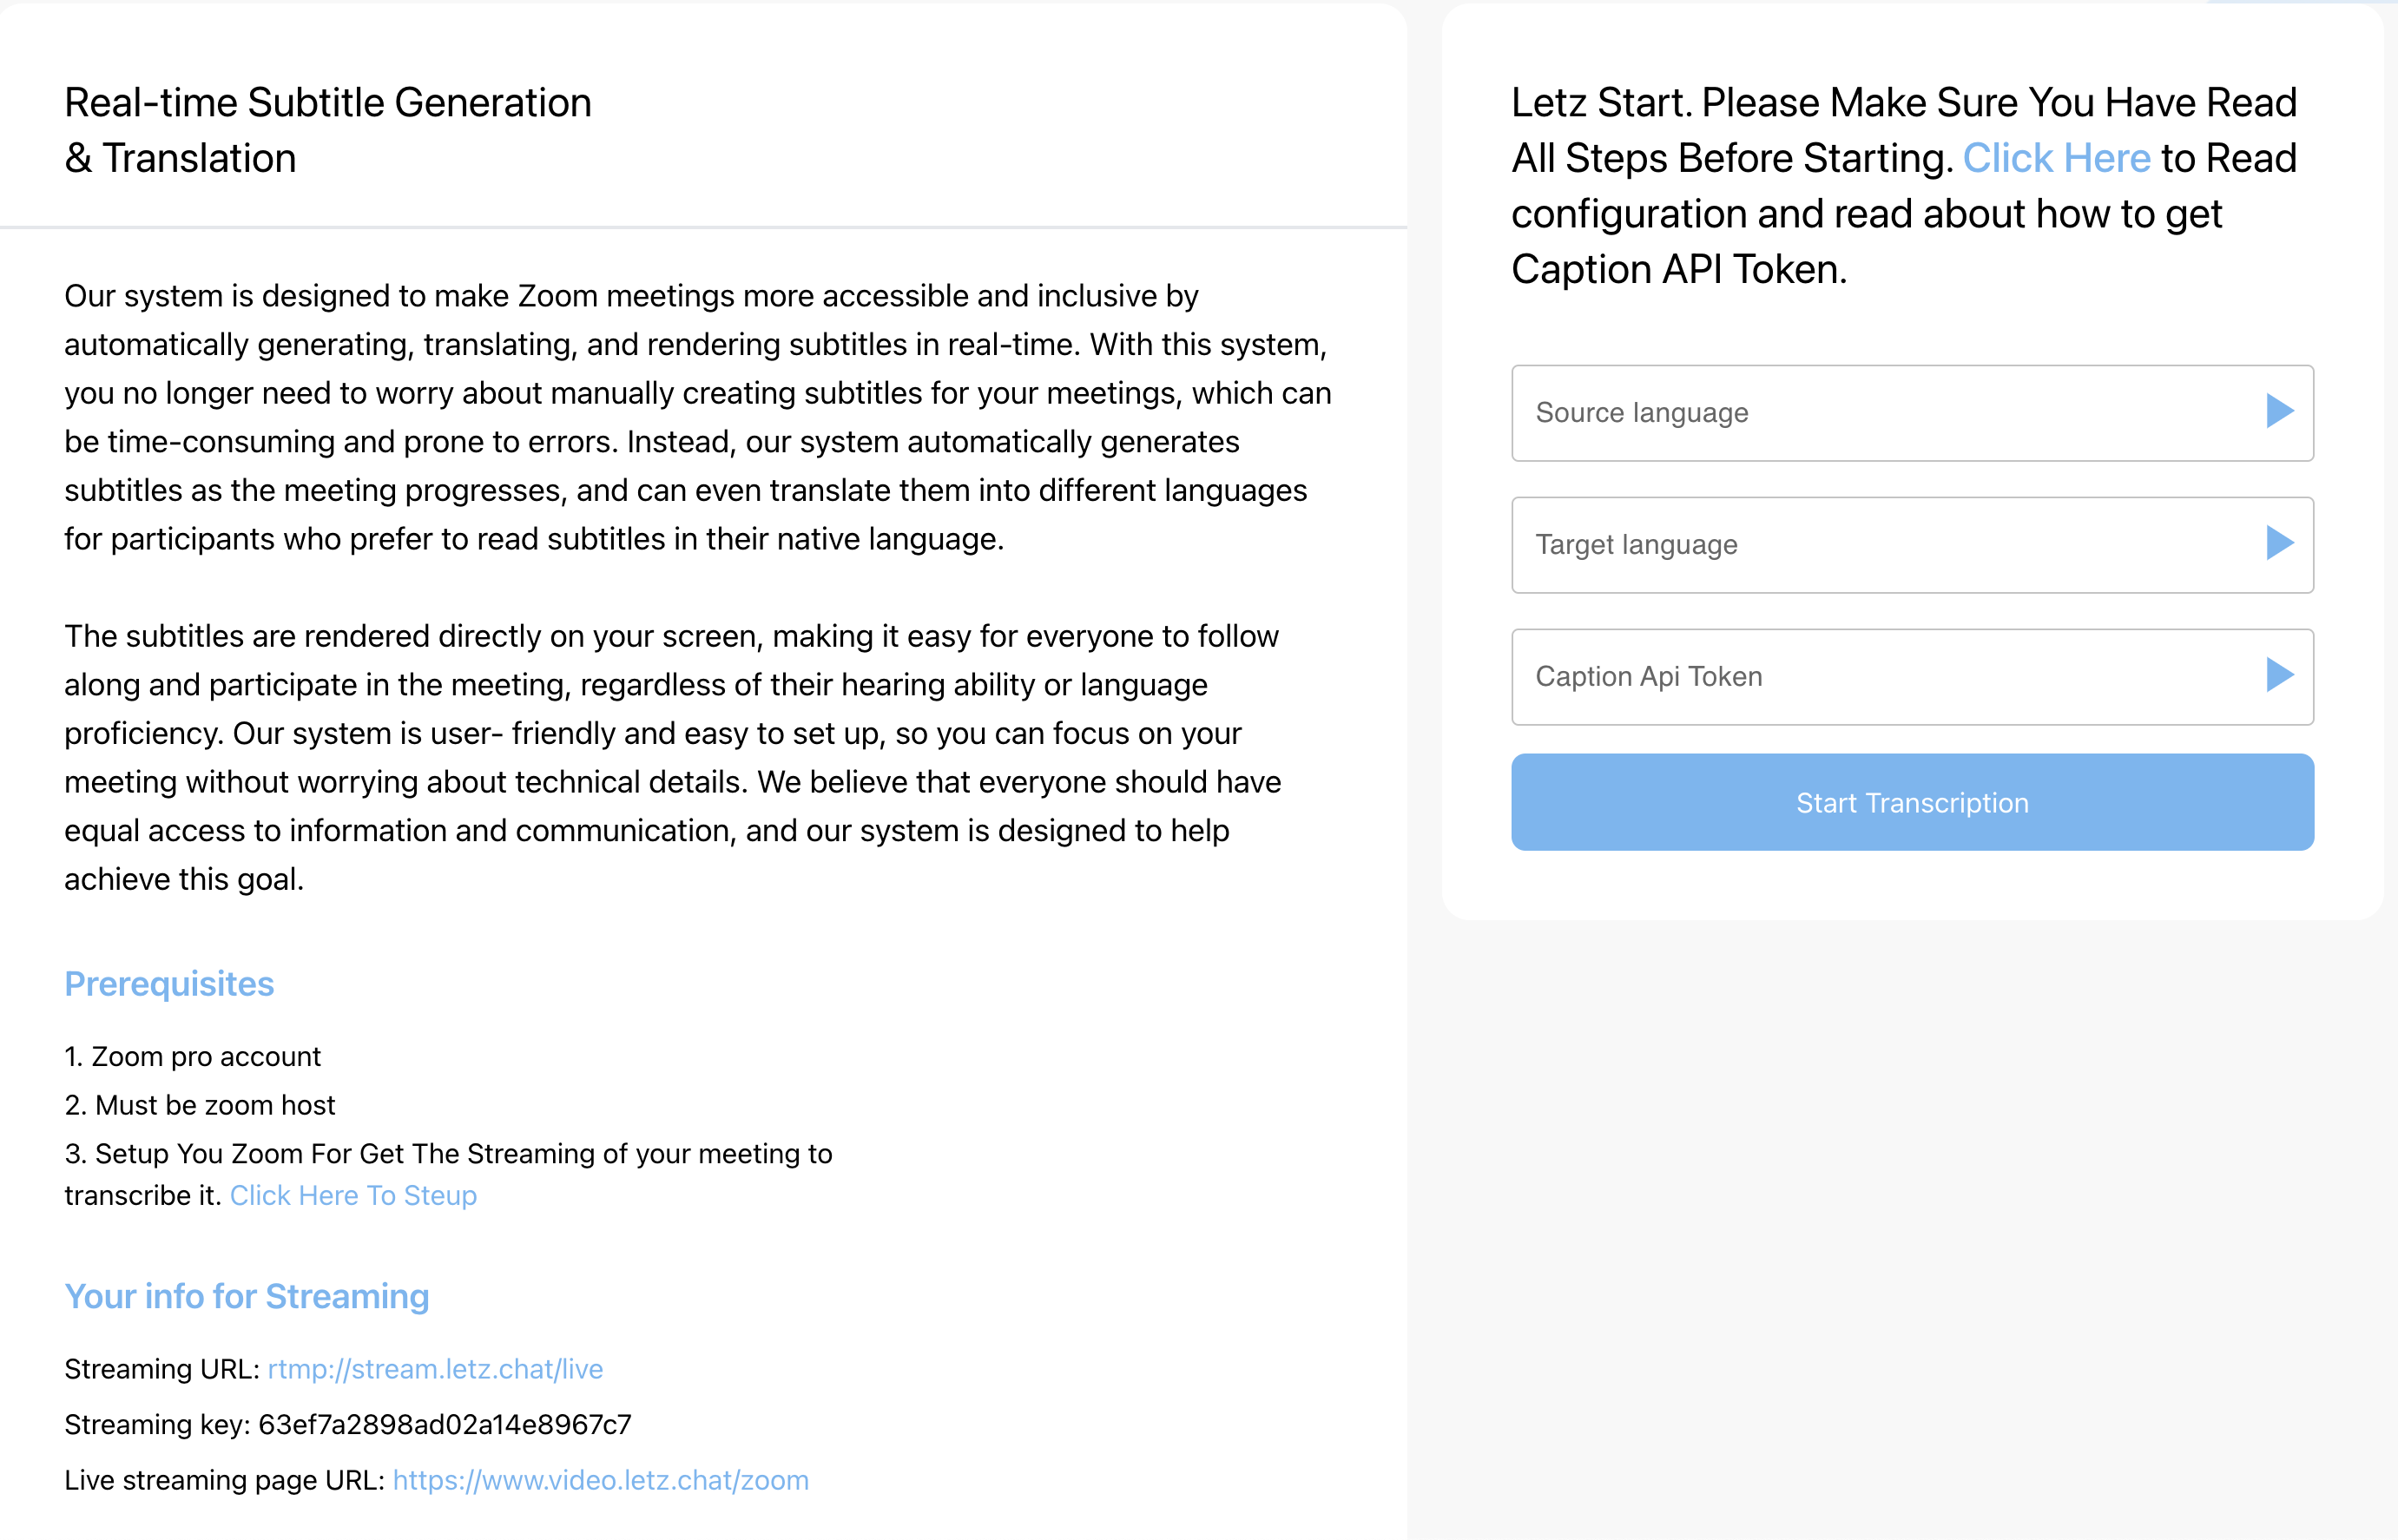 Real-time Subtitle Generation
& Translation
Our system is designed to make Zoom meetings more accessible and inclusive by
automatically generating, translating, and rendering subtitles in real-time. With this system,
you no longer need to worry about manually creating subtitles for your meetings, which can
be time-consuming and prone to errors. Instead, our system automatically generates
subtitles as the meeting progresses, and can even translate them into different languages
for participants who prefer to read subtitles in their native language.
The subtitles are rendered directly on your screen, making it easy for everyone to follow
along and participate in the meeting, regardless of their hearing ability or language
proficiency. Our system is user- friendly and easy to set up, so you can focus on your
meeting without worrying about technical details. We believe that everyone should have
equal access to information and communication, and our system is designed to help
achieve this goal.
Prerequisites
1. Zoom pro account
2. Must be zoom host
3. Setup You Zoom For Get The Streaming of your meeting to
transcribe it. Click Here To Steup
Your info for Streaming
Streaming URL: rtmp://stream.letz.chat/live
Streaming key: 63ef7a2898ad02a14e8967c7
Live streaming page URL: https://www.video.letz.chat/zoom
Letz Start. Please Make Sure You Have Read
All Steps Before Starting. Click Here to Read
configuration and read about how to get
Caption API Token.
Source language
Target language
Caption Api Token
Start Transcription